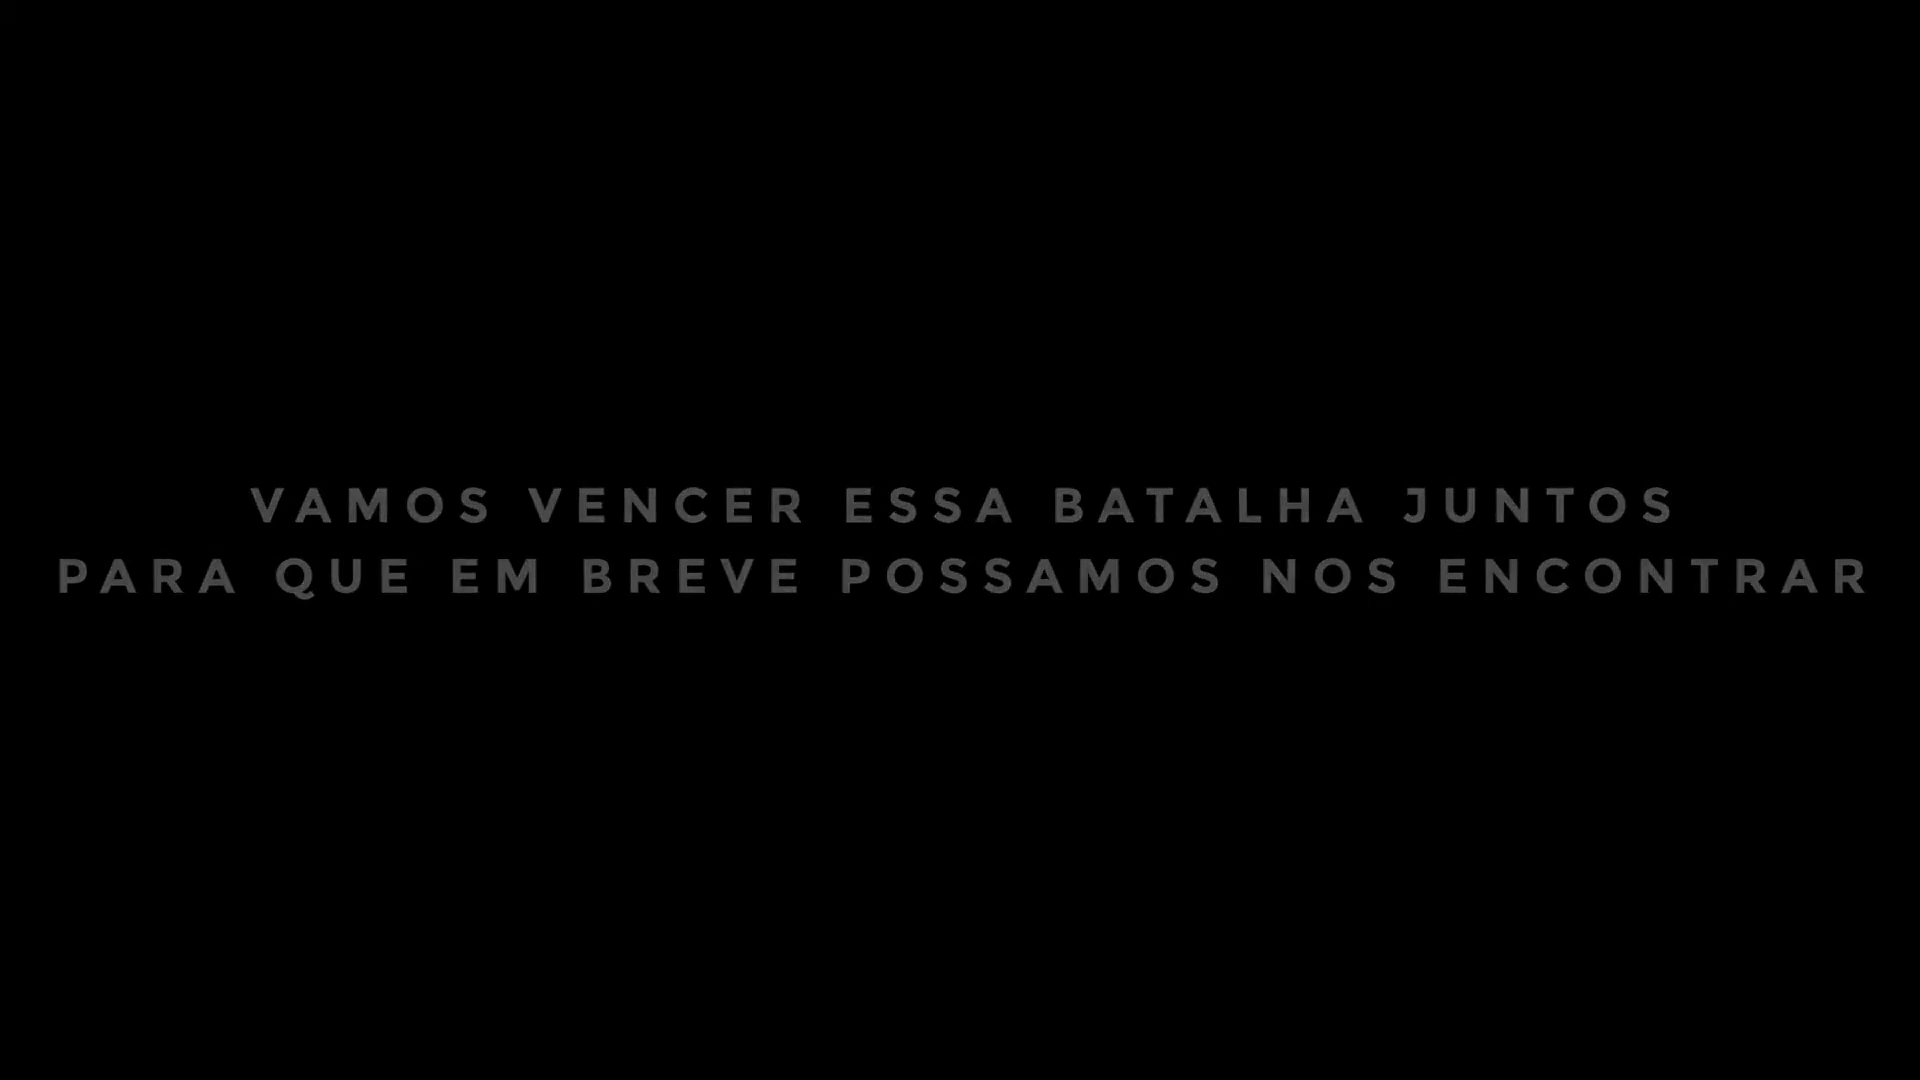 VAMOS VENCER ESSA BATALHA JUNTOS
PARA QUE EM BREVE POSSAMOS NOS ENCONTRAR